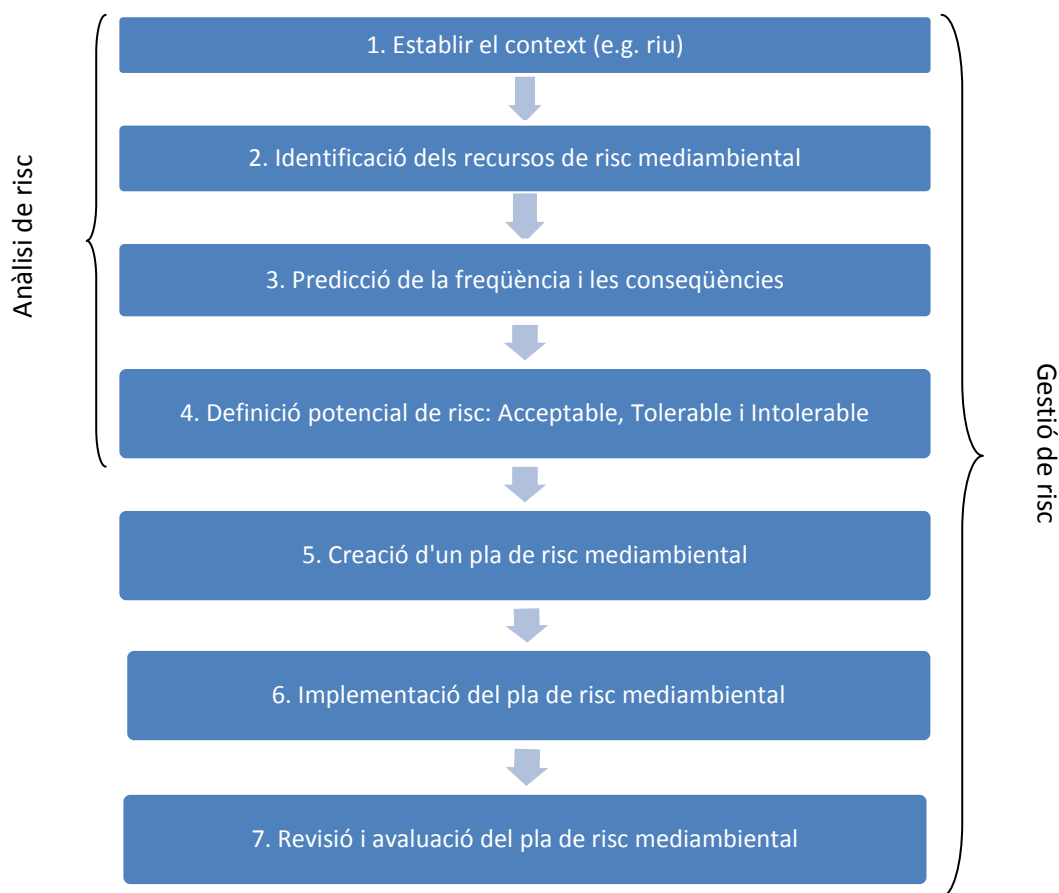 Anàlisi de risc
1. Establir el context (e.g. riu)
2. Identificació dels recursos de risc mediambiental
3. Predicció de la freqüència i les conseqüències
4. Definició potencial de risc: Acceptable, Tolerable i Intolerable
5. Creació d'un pla de risc mediambiental
6. Implementació del pla de risc mediambiental
7. Revisió i avaluació del pla de risc mediambiental
Gestió de risc